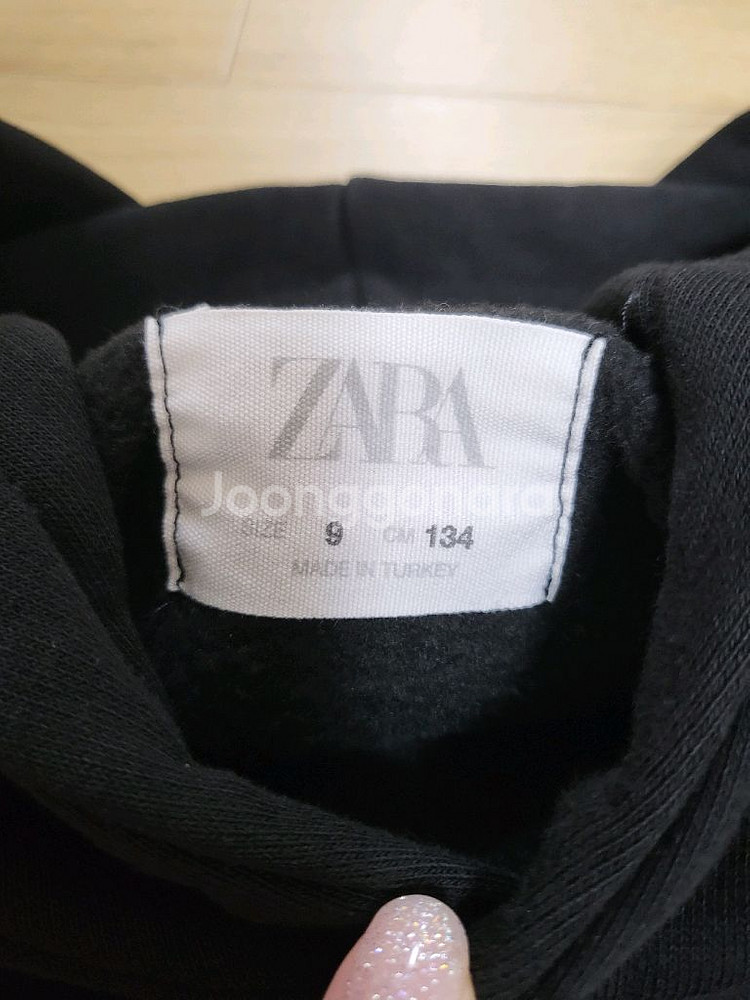 ZARA
Joonggonara
SIZE 9 CM 134
MADE IN TURKEY